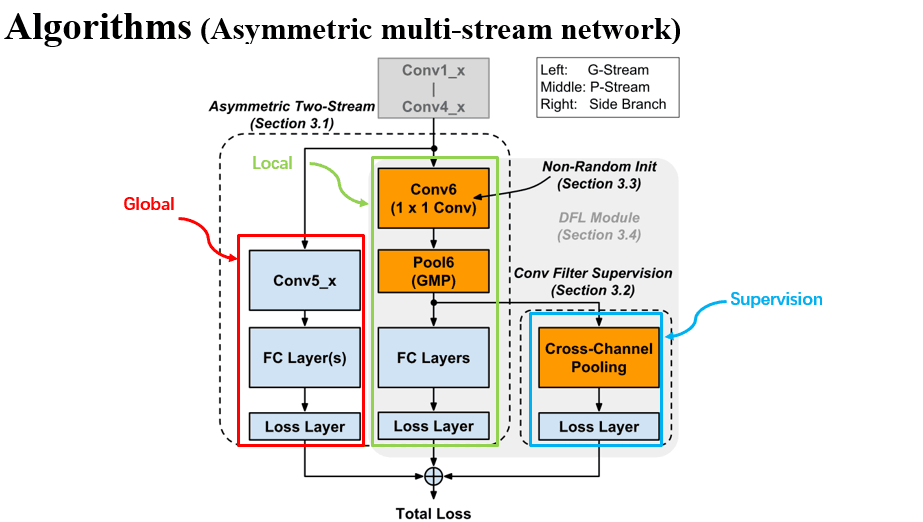 Algorithms (Asymmetric multi-stream network)
Conv1_x
|
Conv4_x
Left: G-Stream
Middle: P-Stream
Right: Side Branch
Asymmetric Two-Stream
(Section 3.1)
Local
Global
Conv6
(1 x 1 Conv)
Non-Random Init
(Section 3.3)
DFL Module
(Section 3.4)
Pool6
(GMP)
Conv5_x
Conv Filter Supervision
(Section 3.2)
Supervision
FC Layer(s)
FC Layers
Cross-Channel
Pooling
Loss Layer
Loss Layer
Loss Layer
Total Loss